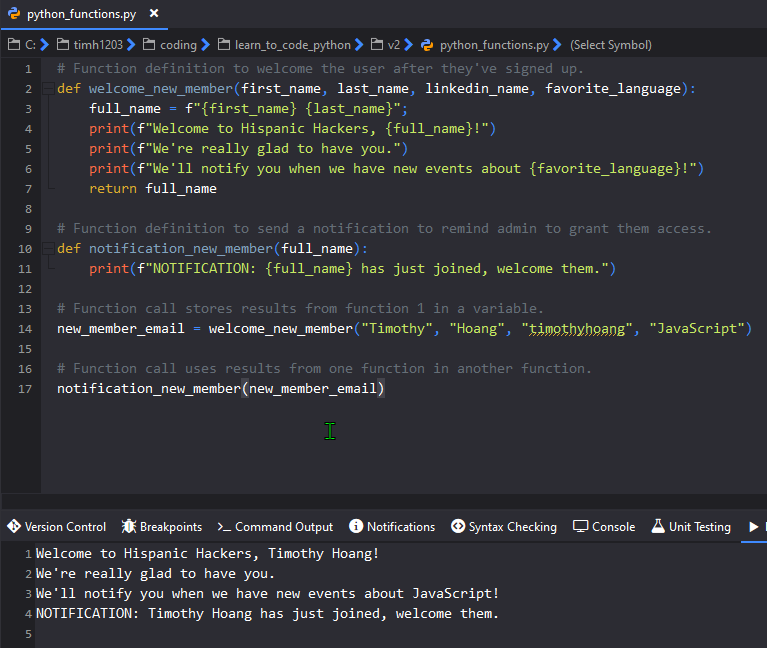 python_functions.py
C: timh1203 coding learn_to_code_python v2 python_functions.py (Select Symbol)
1 # Function definition to welcome the user after they've signed up.
2 def welcome_new_member(first_name, last_name, linkedin_name, favorite_language):
3     full_name = f"{first_name} {last_name}";
4     print(f"Welcome to Hispanic Hackers, {full_name}!")
5     print(f"We're really glad to have you.")
6     print(f"We'll notify you when we have new events about {favorite_language}!")
7     return full_name
8
9 # Function definition to send a notification to remind admin to grant them access.
10 def notification_new_member(full_name):
11     print(f"NOTIFICATION: {full_name} has just joined, welcome them.")
12
13 # Function call stores results from function 1 in a variable.
14 new_member_email = welcome_new_member("Timothy", "Hoang", "timothyhoang", "JavaScript")
15
16 # Function call uses results from one function in another function.
17 notification_new_member(new_member_email)
Version Control Breakpoints Command Output Notifications Syntax Checking Console Unit Testing
1 Welcome to Hispanic Hackers, Timothy Hoang!
2 We're really glad to have you.
3 We'll notify you when we have new events about JavaScript!
4 NOTIFICATION: Timothy Hoang has just joined, welcome them.
5